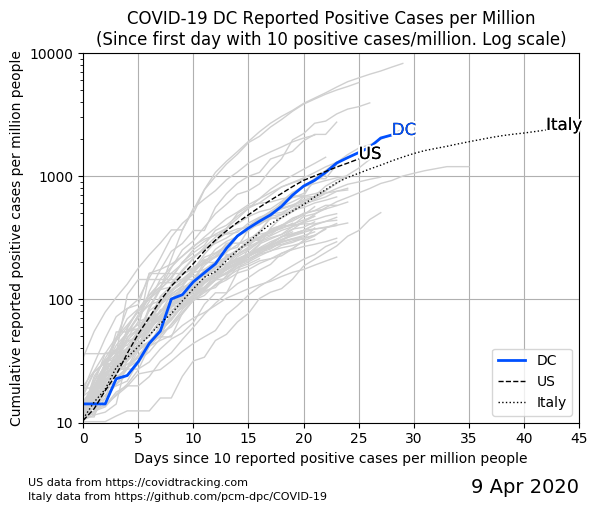 COVID-19 DC Reported Positive Cases per Million
(Since first day with 10 positive cases/million. Log scale)
Cumulative reported positive cases per million people
10000
1000
100
10
DC
US
Italy
DC
US
Italy
0 5 10 15 20 25 30 35 40 45
Days since 10 reported positive cases per million people
US data from https://covidtracking.com
Italy data from https://github.com/pcm-dpc/COVID-19
9 Apr 2020